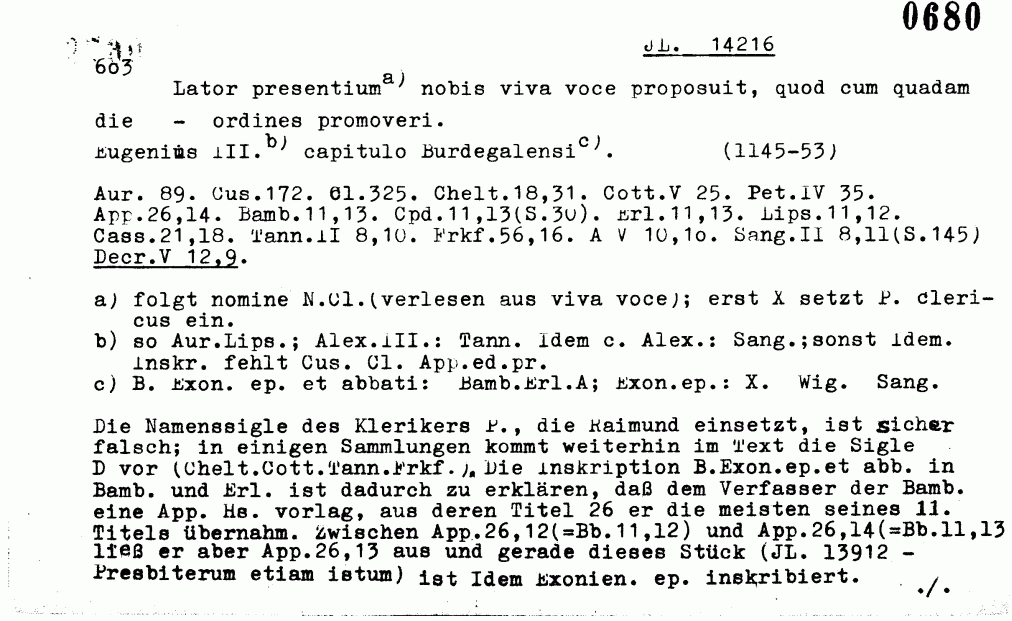 0680
JL. 14216
603
Lator presentium a) nobis viva voce proposuit, quod cum quadam
die - ordines promoveri.
Eugenius III. b) capitulo Burdegalensi c). (1145-53)
Aur. 89. Cus.172. Cl.325. Chelt.18,31. Cott.V 25. Pet.IV 35.
App.26,14. Bamb.11,13. Cpd.11,13(S.30). Erl.11,13. Lips.11,12.
Cass.21,18. Tann.II 8,10. Frkf.56,16. A V 10,10. Sang.II 8,11(S.145)
Decr.V 12,9.
a) folgt nomine N.Cl.(verlesen aus viva voce); erst X setzt P. cleri-
cus ein.
b) so Aur.Lips.; Alex.III.: Tann. Idem c. Alex.: Sang.;sonst Idem.
Inskr. fehlt Cus. Cl. App.ed.pr.
c) B. Exon. ep. et abbati: Bamb.Erl.A; Exon.ep.: X. Wig. Sang.
Die Namenssigle des Klerikers P., die Raimund einsetzt, ist sicher
falsch; in einigen Sammlungen kommt weiterhin im Text die Sigle
D vor (Chelt.Cott.Tann.Frkf.). Die Inskription B.Exon.ep.et abb. in
Bamb. und Erl. ist dadurch zu erklären, daß dem Verfasser der Bamb.
eine App. Hs. vorlag, aus deren Titel 26 er die meisten seines 11.
Titels übernahm. Zwischen App.26,12(=Bb.11,12) und App.26,14(=Bb.11,13
ließ er aber App.26,13 aus und gerade dieses Stück (JL. 13912 -
Presbiterum etiam istum) ist Idem Exonien. ep. inskribiert.
./.